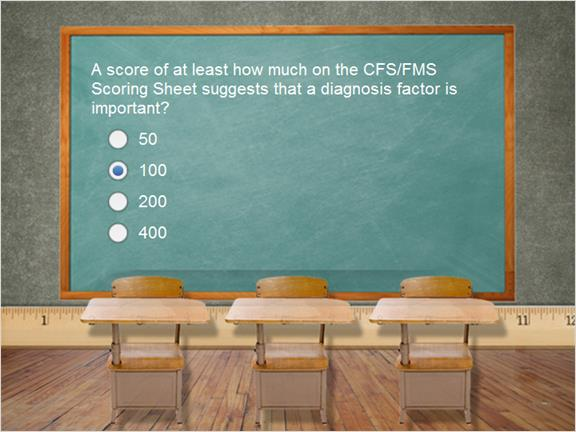 A score of at least how much on the CFS/FMS
Scoring Sheet suggests that a diagnosis factor is
important?
50
100
200
400
1
11
12